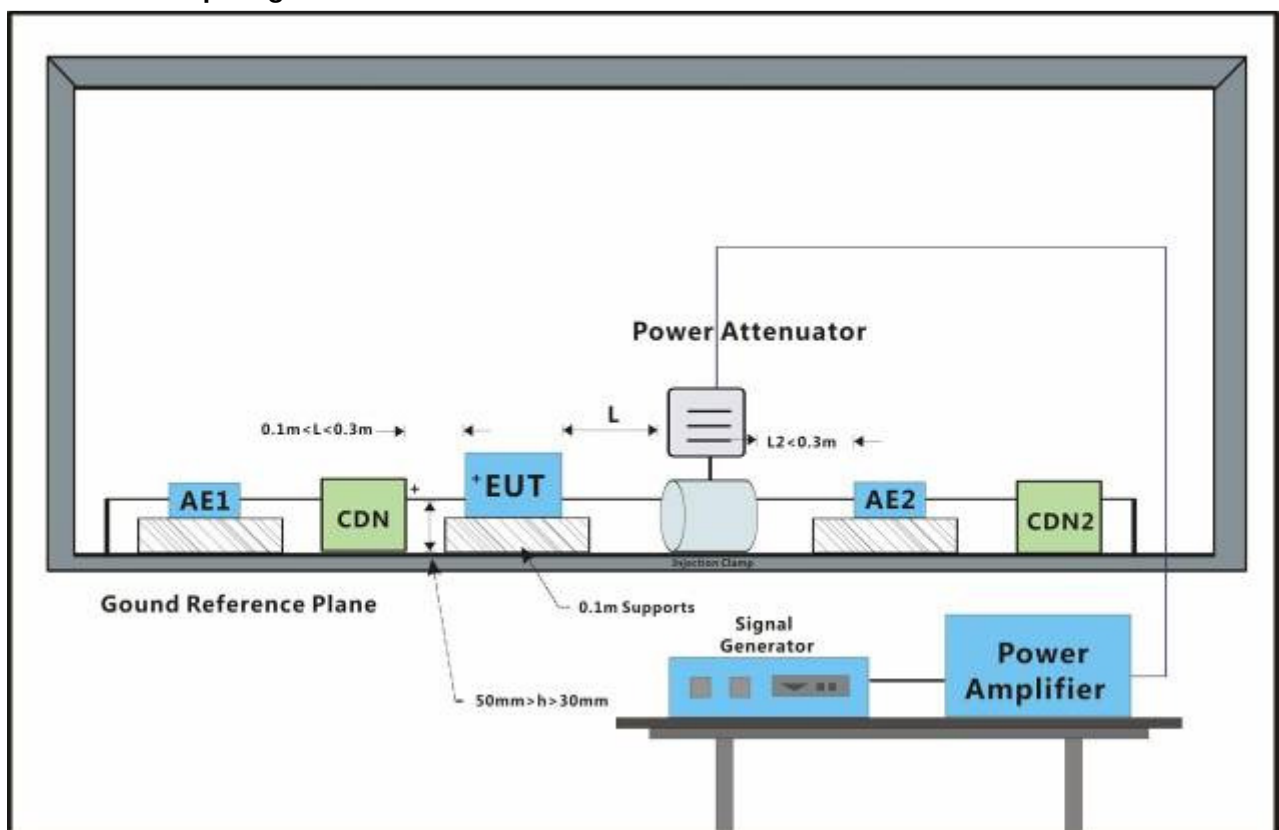 Power Attenuator
0.1m<L<0.3m
L
L2<0.3m
AE1
CDN
+
+EUT
AE2
CDN2
Injection Clamp
Gound Reference Plane
0.1m Supports
50mm>h>30mm
Signal
Generator
Power
Amplifier